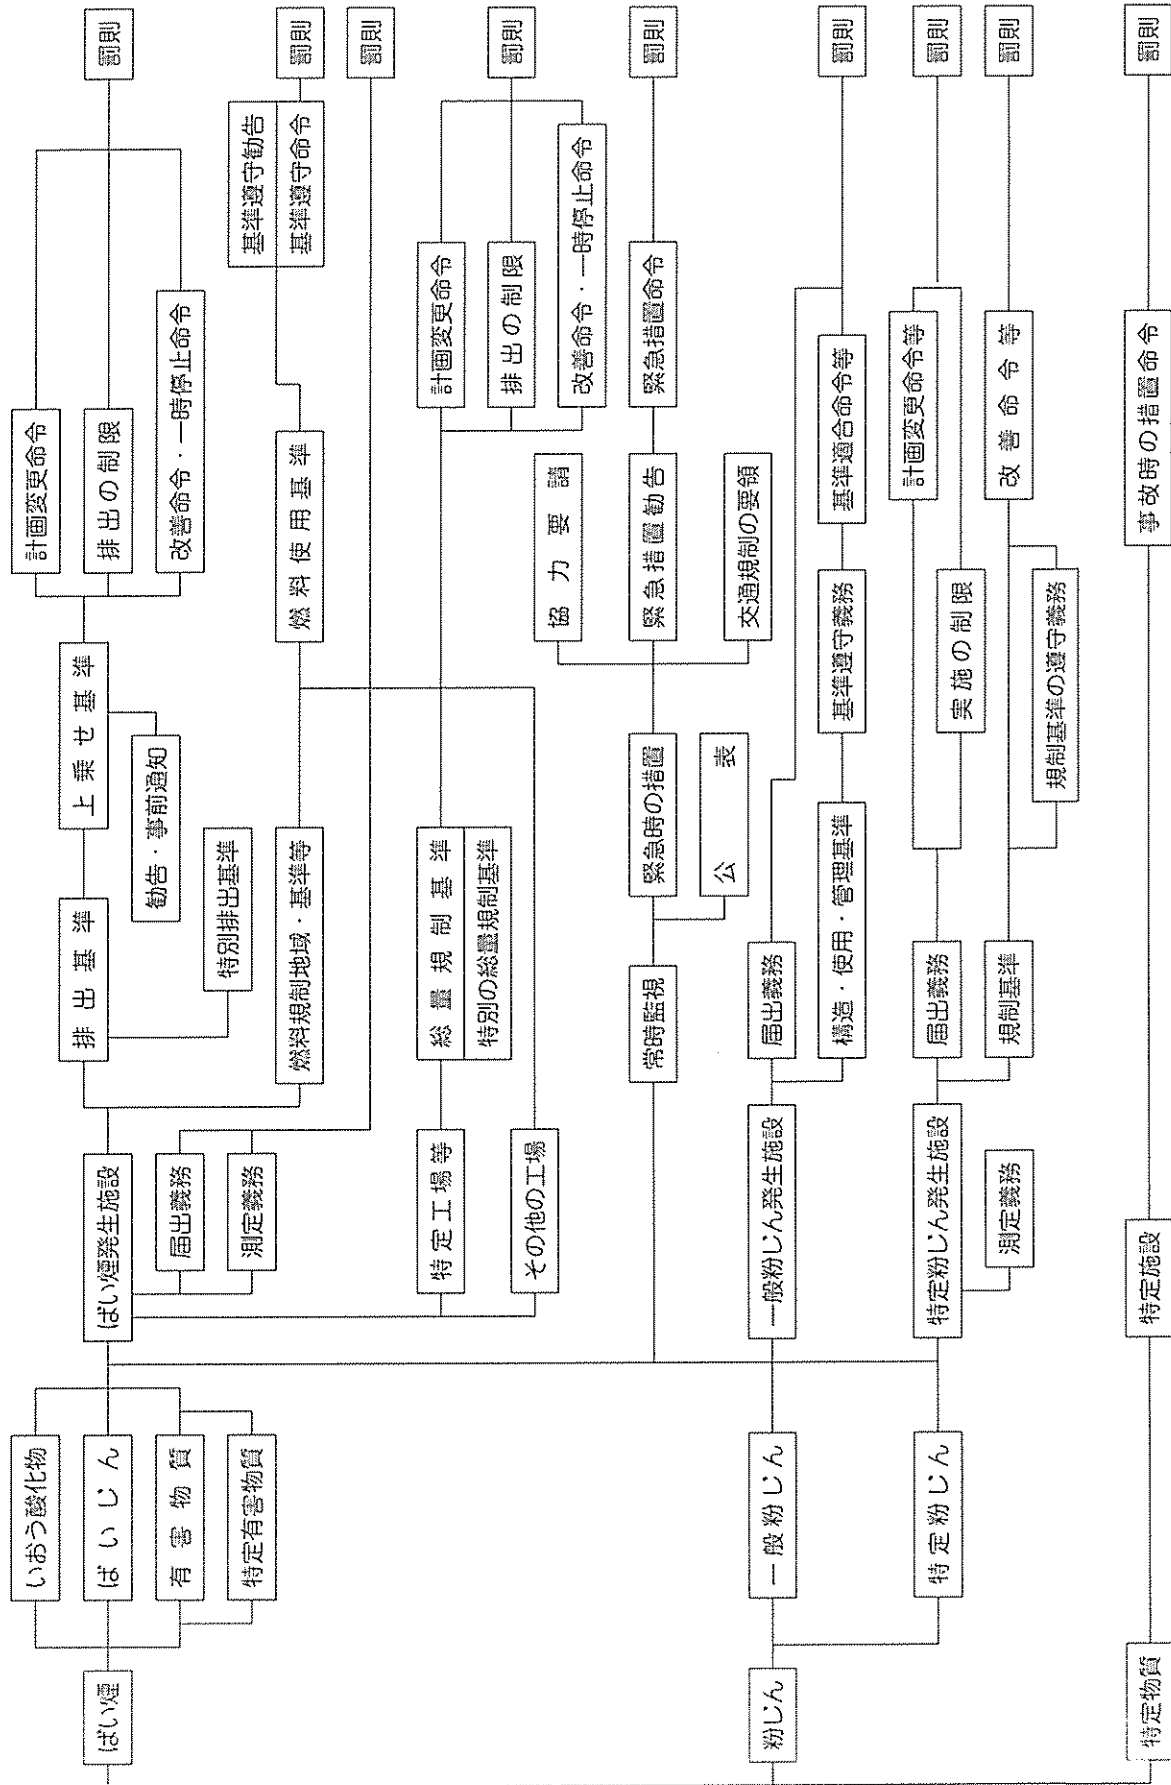 ばい煙
いおう酸化物
ばいじん
有害物質
特定有害物質
ばい煙発生施設
届出義務
測定義務
排出基準
特別排出基準
上乗せ基準
勧告・事前通知
計画変更命令
排出の制限
改善命令・一時停止命令
罰則
燃料規制地域・基準等
燃料使用基準
基準遵守勧告
基準遵守命令
罰則
罰則
特定工場等
その他の工場
総量規制基準
特別の総量規制基準
計画変更命令
排出の制限
改善命令・一時停止命令
罰則
常時監視
緊急時の措置
公表
協力要請
緊急措置勧告
交通規制の要領
緊急措置命令
罰則
粉じん
一般粉じん
一般粉じん発生施設
届出義務
構造・使用・管理基準
基準遵守義務
基準適合命令等
罰則
特定粉じん
特定粉じん発生施設
測定義務
届出義務
規制基準
計画変更命令等
実施の制限
罰則
改善命令等
規制基準の遵守義務
罰則
特定物質
特定施設
事故時の措置命令
罰則